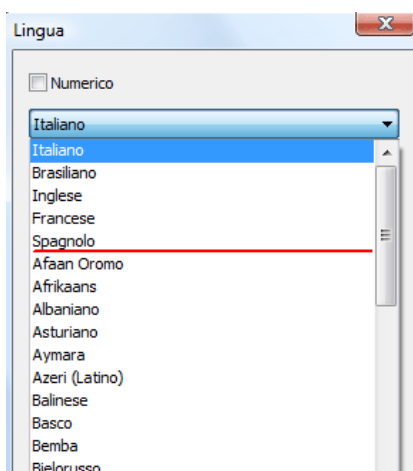 Lingua
Numerico
Italiano
Italiano
Brasiliano
Inglese
Francese
Spagnolo
Afaan Oromo
Afrikaans
Albaniano
Asturiano
Aymara
Azeri (Latino)
Balinese
Basco
Bemba
Bielorusso